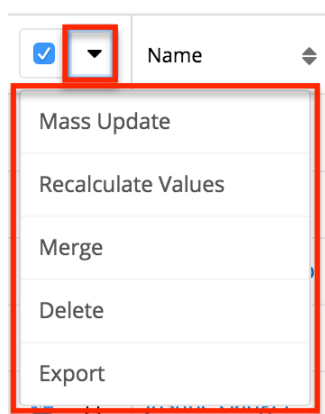 Name
Mass Update
Recalculate Values
Merge
Delete
Export